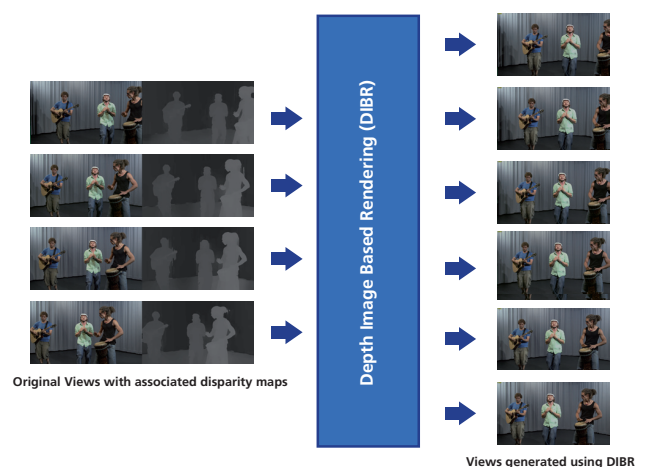 Depth Image Based Rendering (DIBR)
Original Views with associated disparity maps
Views generated using DIBR